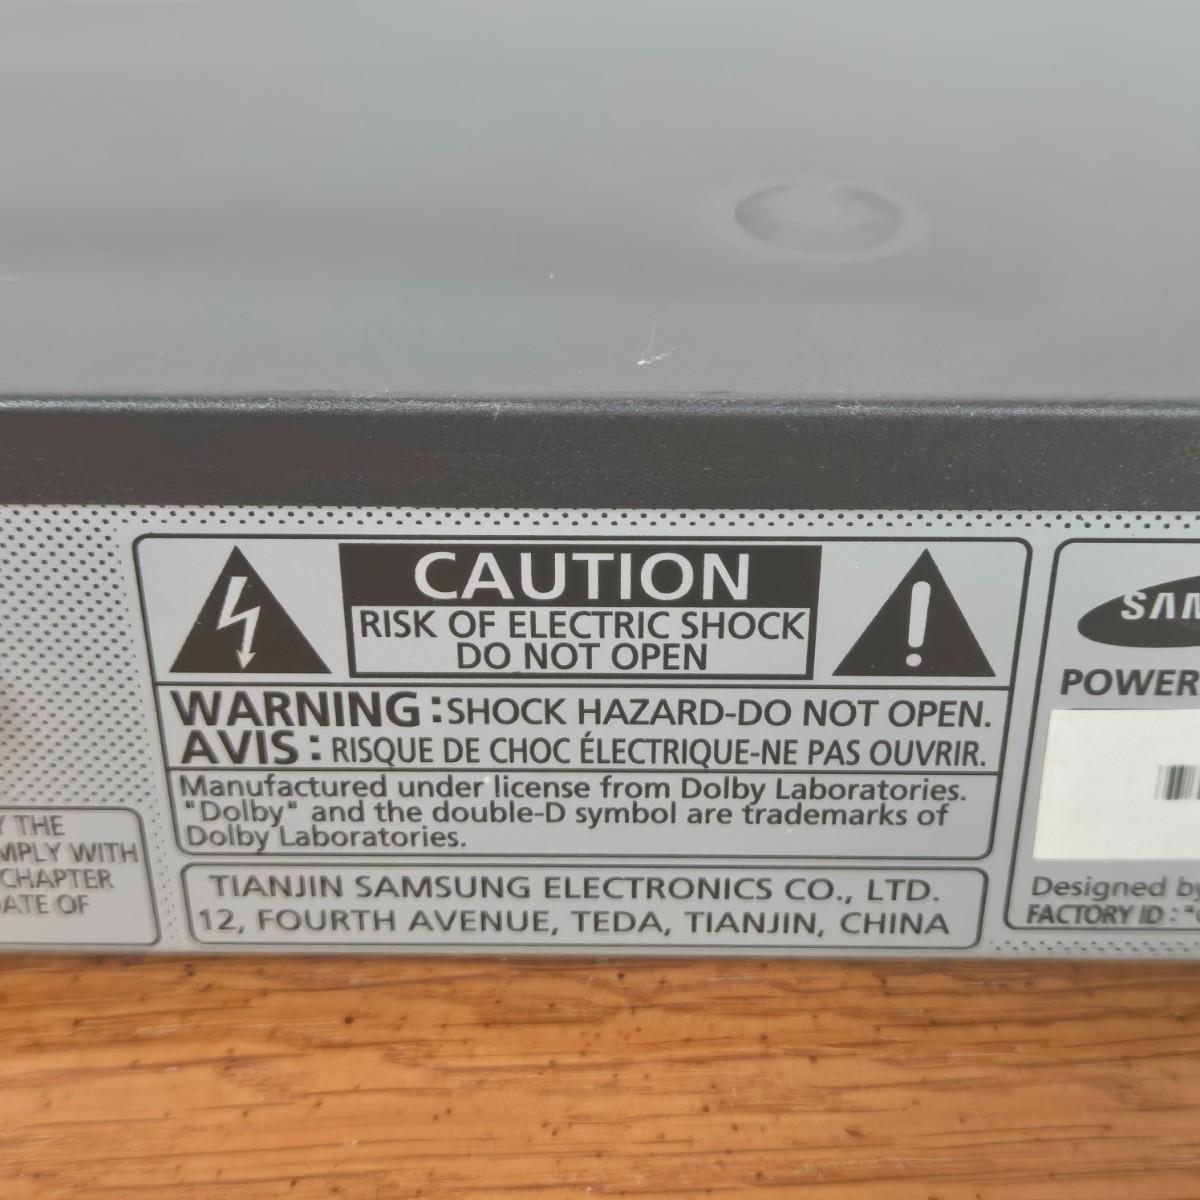 CAUTION
RISK OF ELECTRIC SHOCK
DO NOT OPEN
WARNING : SHOCK HAZARD-DO NOT OPEN.
AVIS : RISQUE DE CHOC ÉLECTRIQUE-NE PAS OUVRIR.
Manufactured under license from Dolby Laboratories.
"Dolby" and the double-D symbol are trademarks of
Dolby Laboratories.
TIANJIN SAMSUNG ELECTRONICS CO., LTD.
12, FOURTH AVENUE, TEDA, TIANJIN, CHINA
THE
WITH
CHAPTER
OF
POWER
Designed by
FACTORY ID : "